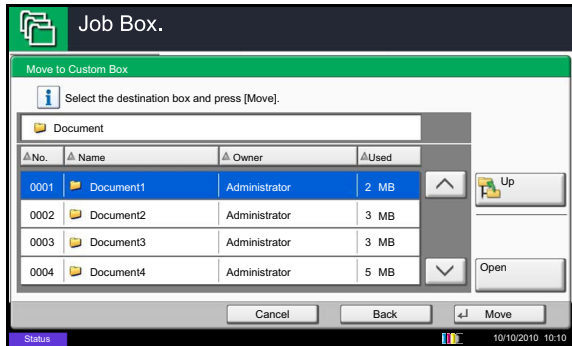 Job Box.
Move to Custom Box
i Select the destination box and press [Move].
Document
No. Name Owner Used
0001 Document1 Administrator 2 MB
Up
0002 Document2 Administrator 3 MB
0003 Document3 Administrator 3 MB
0004 Document4 Administrator 5 MB
Open
Cancel Back Move
Status 10/10/2010 10:10